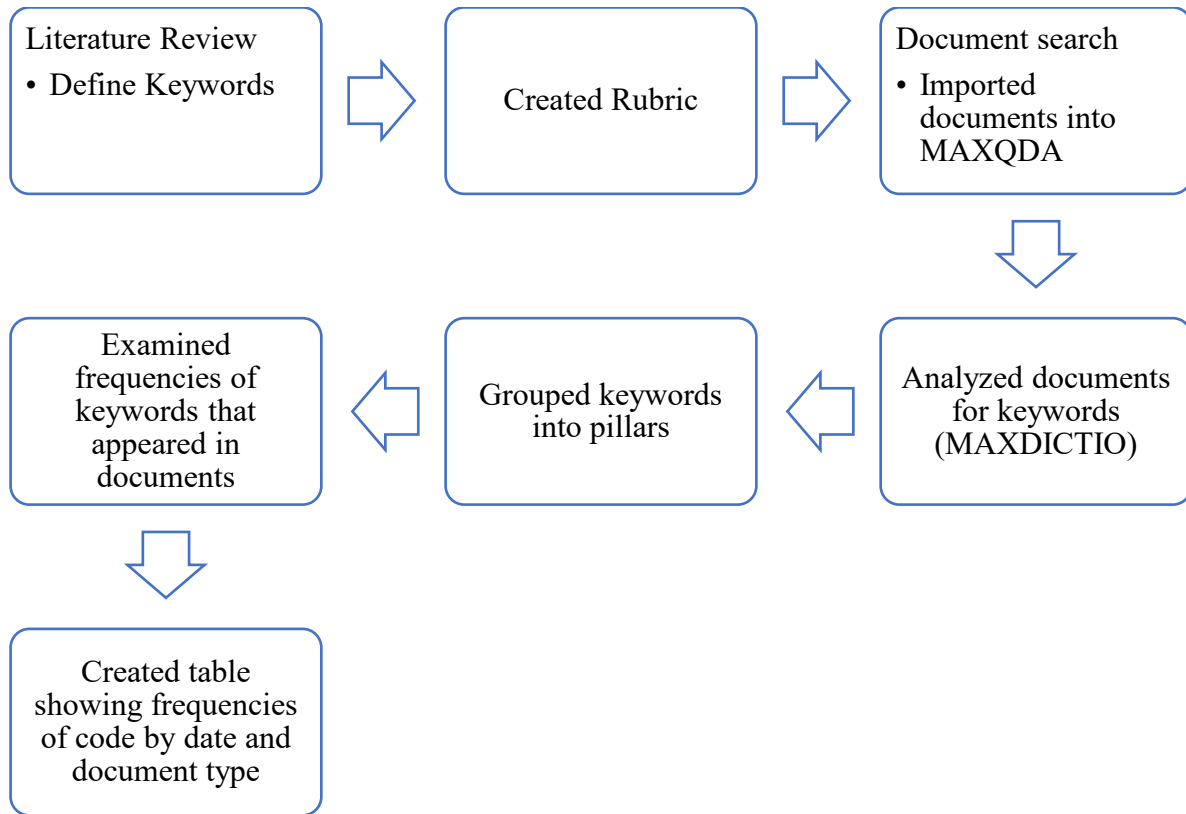 Literature Review
• Define Keywords
Created Rubric
Document search
• Imported
documents into
MAXQDA
Analyzed documents
for keywords
(MAXDICTIO)
Grouped keywords
into pillars
Examined
frequencies of
keywords that
appeared in
documents
Created table
showing frequencies
of code by date and
document type